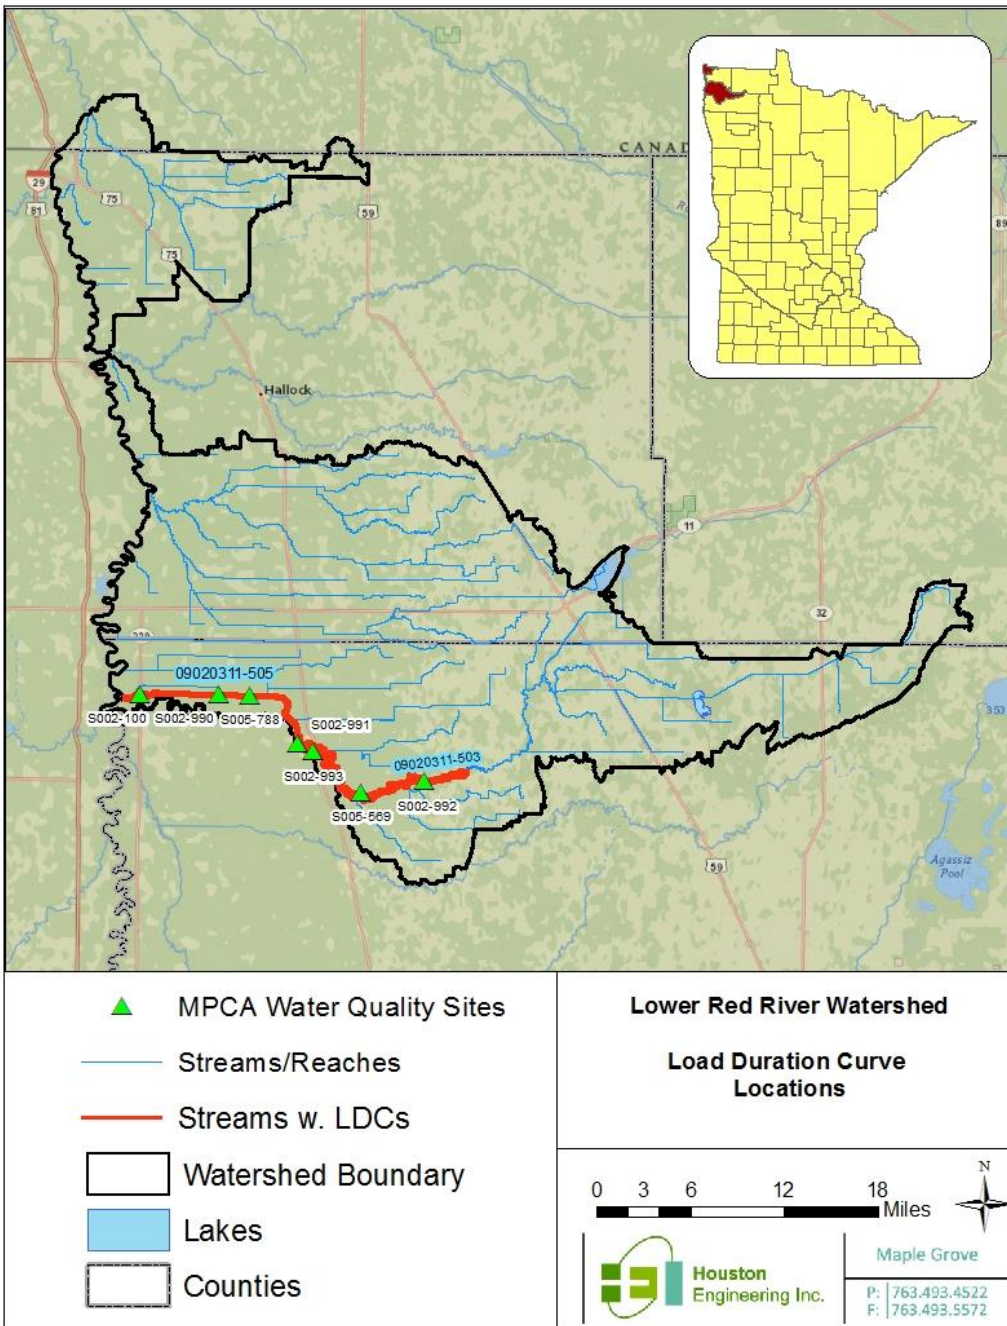 CANAD
29
81
75
59
89
75
Hallock
11
32
220
09020311-505
S002-100
S002-990
S005-788
S002-991
S002-993
09020311-503
S002-992
S005-569
59
353
Agassiz
Pool
MPCA Water Quality Sites
Streams/Reaches
Streams w. LDCs
Watershed Boundary
Lakes
Counties
Lower Red River Watershed
Load Duration Curve
Locations
N
0 3 6 12 18
Miles
Houston
Engineering Inc.
Maple Grove
P: 763.493.4522
F: 763.493.5572